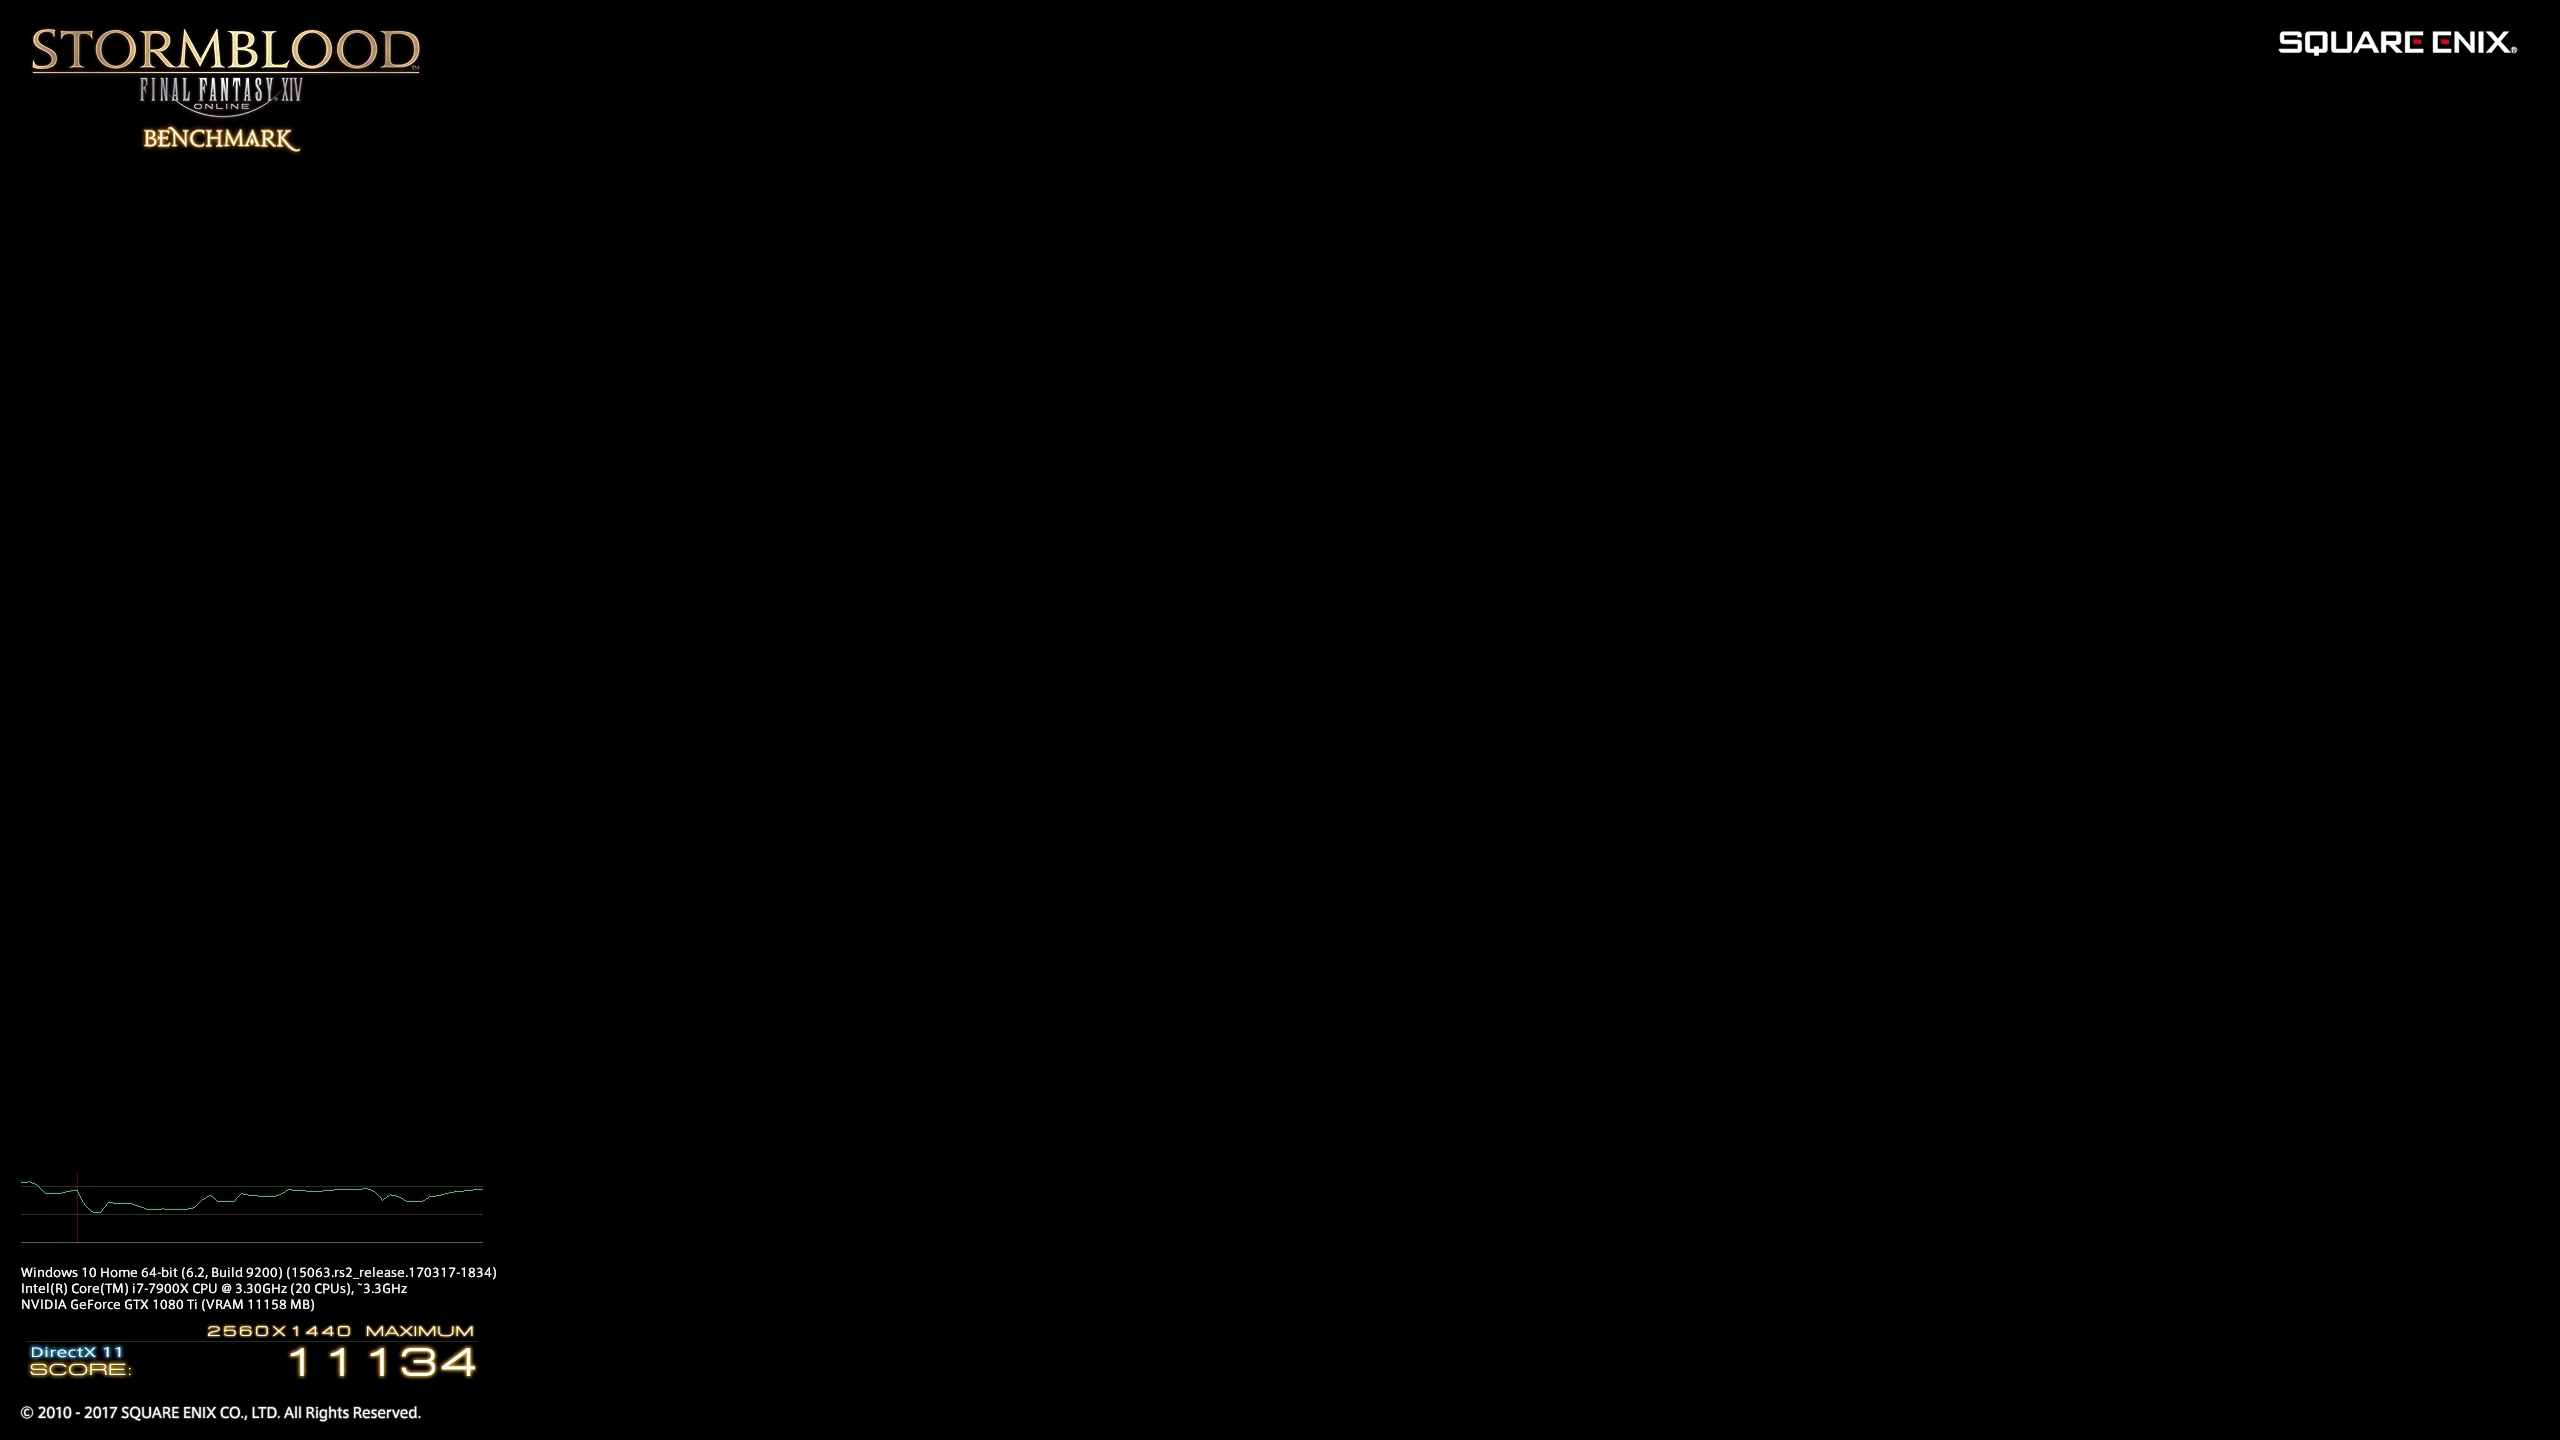 STORMBLOOD™
FINAL FANTASY XIV
ONLINE
BENCHMARK
SQUARE ENIX®
Windows 10 Home 64-bit (6.2, Build 9200) (15063.rs2_release.170317-1834)
Intel(R) Core(TM) i7-7900X CPU @ 3.30GHz (20 CPUs), ~3.3GHz
NVIDIA GeForce GTX 1080 Ti (VRAM 11158 MB)
2560X1440 MAXIMUM
DirectX 11
SCORE: 11134
© 2010 - 2017 SQUARE ENIX CO., LTD. All Rights Reserved.